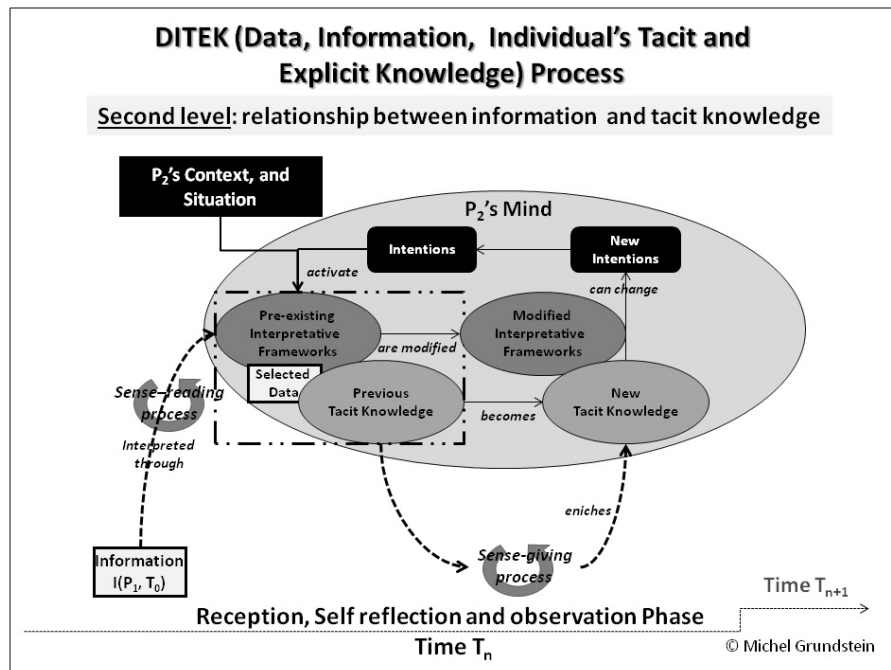 DITEK (Data, Information, Individual's Tacit and
Explicit Knowledge) Process
Second level: relationship between information and tacit knowledge
P2's Context, and
Situation
P2's Mind
Intentions
New
Intentions
activate
can change
Pre-existing
Interpretative
Frameworks
are modified
Modified
Interpretative
Frameworks
Selected
Data
Previous
Tacit Knowledge
becomes
New
Tacit Knowledge
Sense–reading
process
Interpreted
through
eniches
Sense-giving
process
Information
I(P1, T0)
Time Tn+1
Reception, Self reflection and observation Phase
Time Tn
© Michel Grundstein